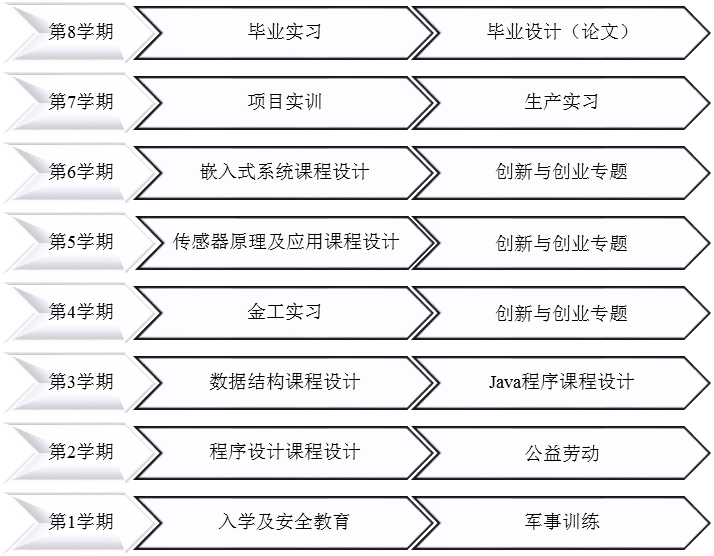 第8学期 毕业实习 毕业设计（论文）
第7学期 项目实训 生产实习
第6学期 嵌入式系统课程设计 创新与创业专题
第5学期 传感器原理及应用课程设计 创新与创业专题
第4学期 金工实习 创新与创业专题
第3学期 数据结构课程设计 Java程序课程设计
第2学期 程序设计课程设计 公益劳动
第1学期 入学及安全教育 军事训练